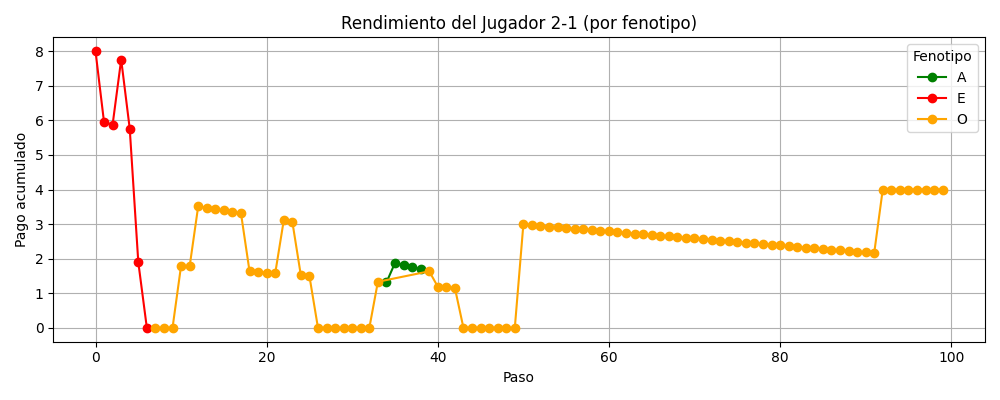 Rendimiento del Jugador 2-1 (por fenotipo)
Pago acumulado
8
7
6
5
4
3
2
1
0
0
20
40
60
80
100
Paso
Fenotipo
A
E
O